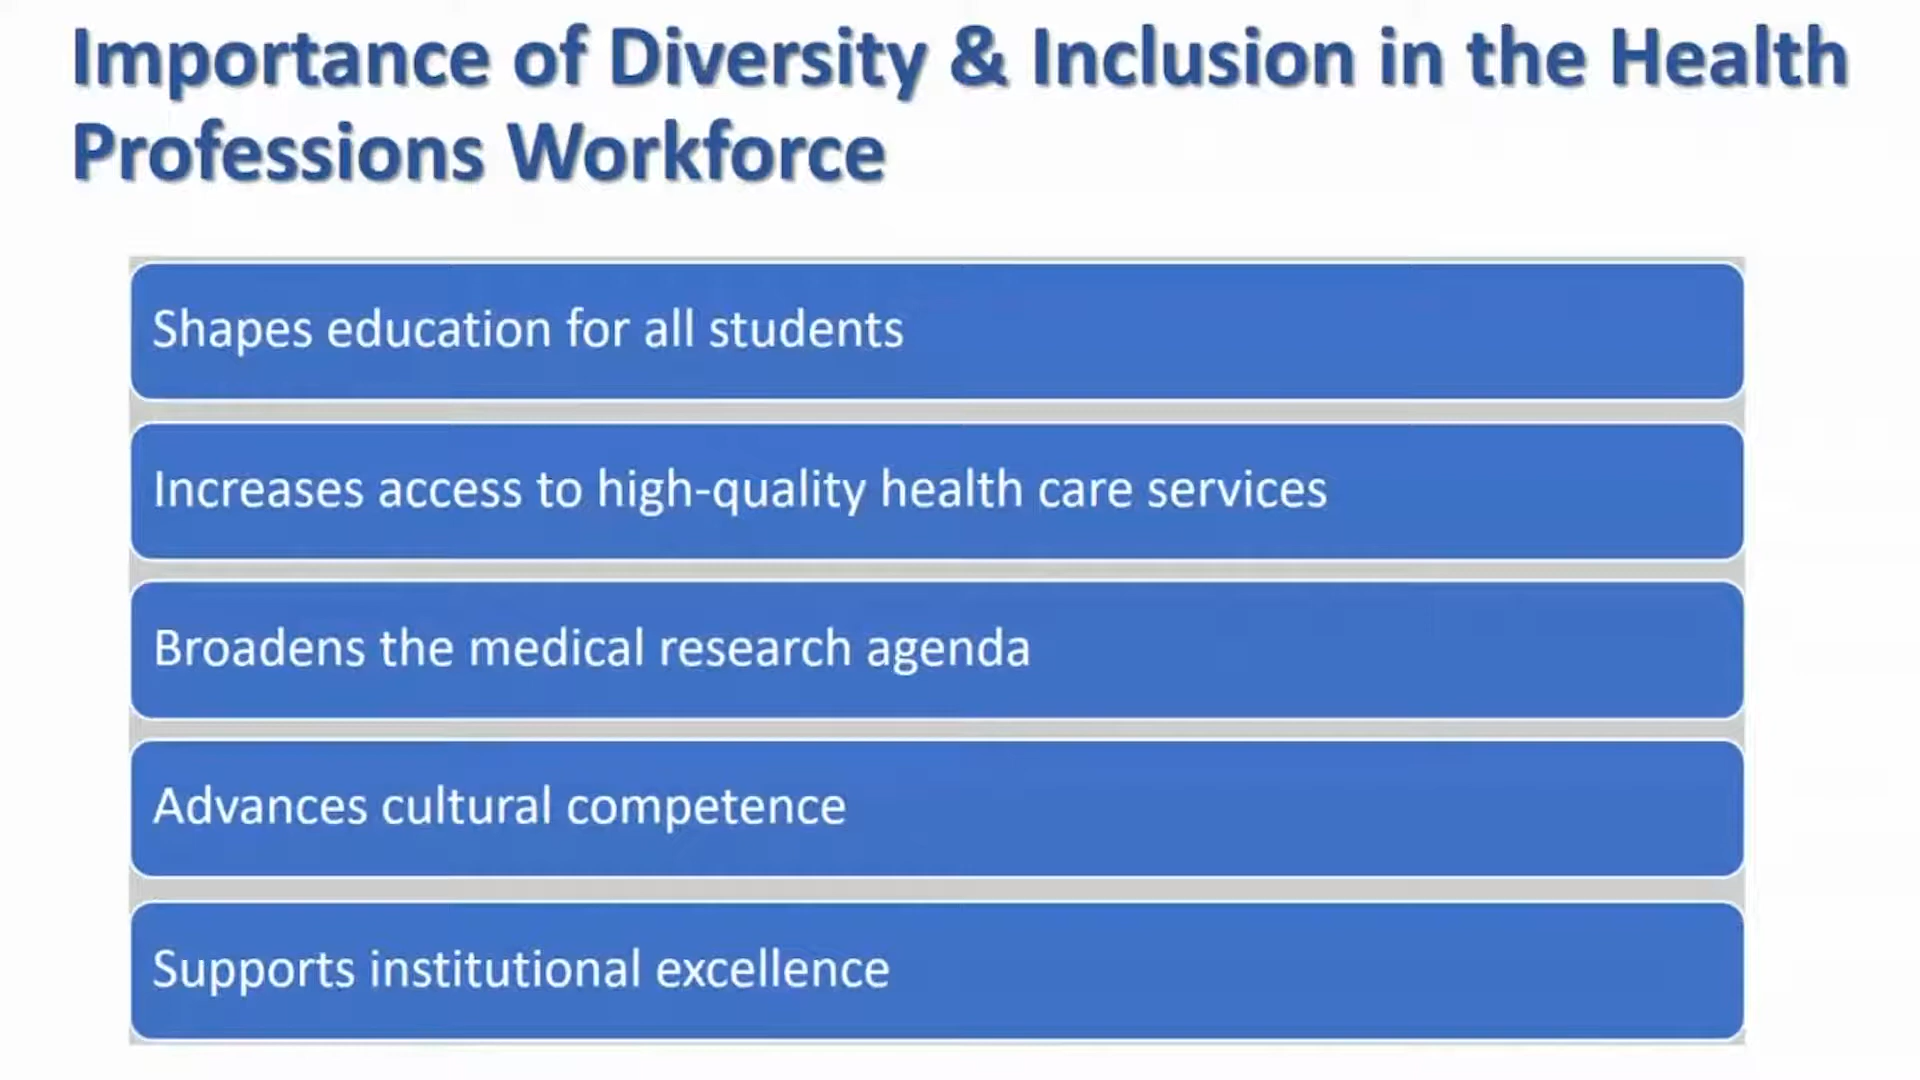 Importance of Diversity & Inclusion in the Health
Professions Workforce
Shapes education for all students
Increases access to high-quality health care services
Broadens the medical research agenda
Advances cultural competence
Supports institutional excellence